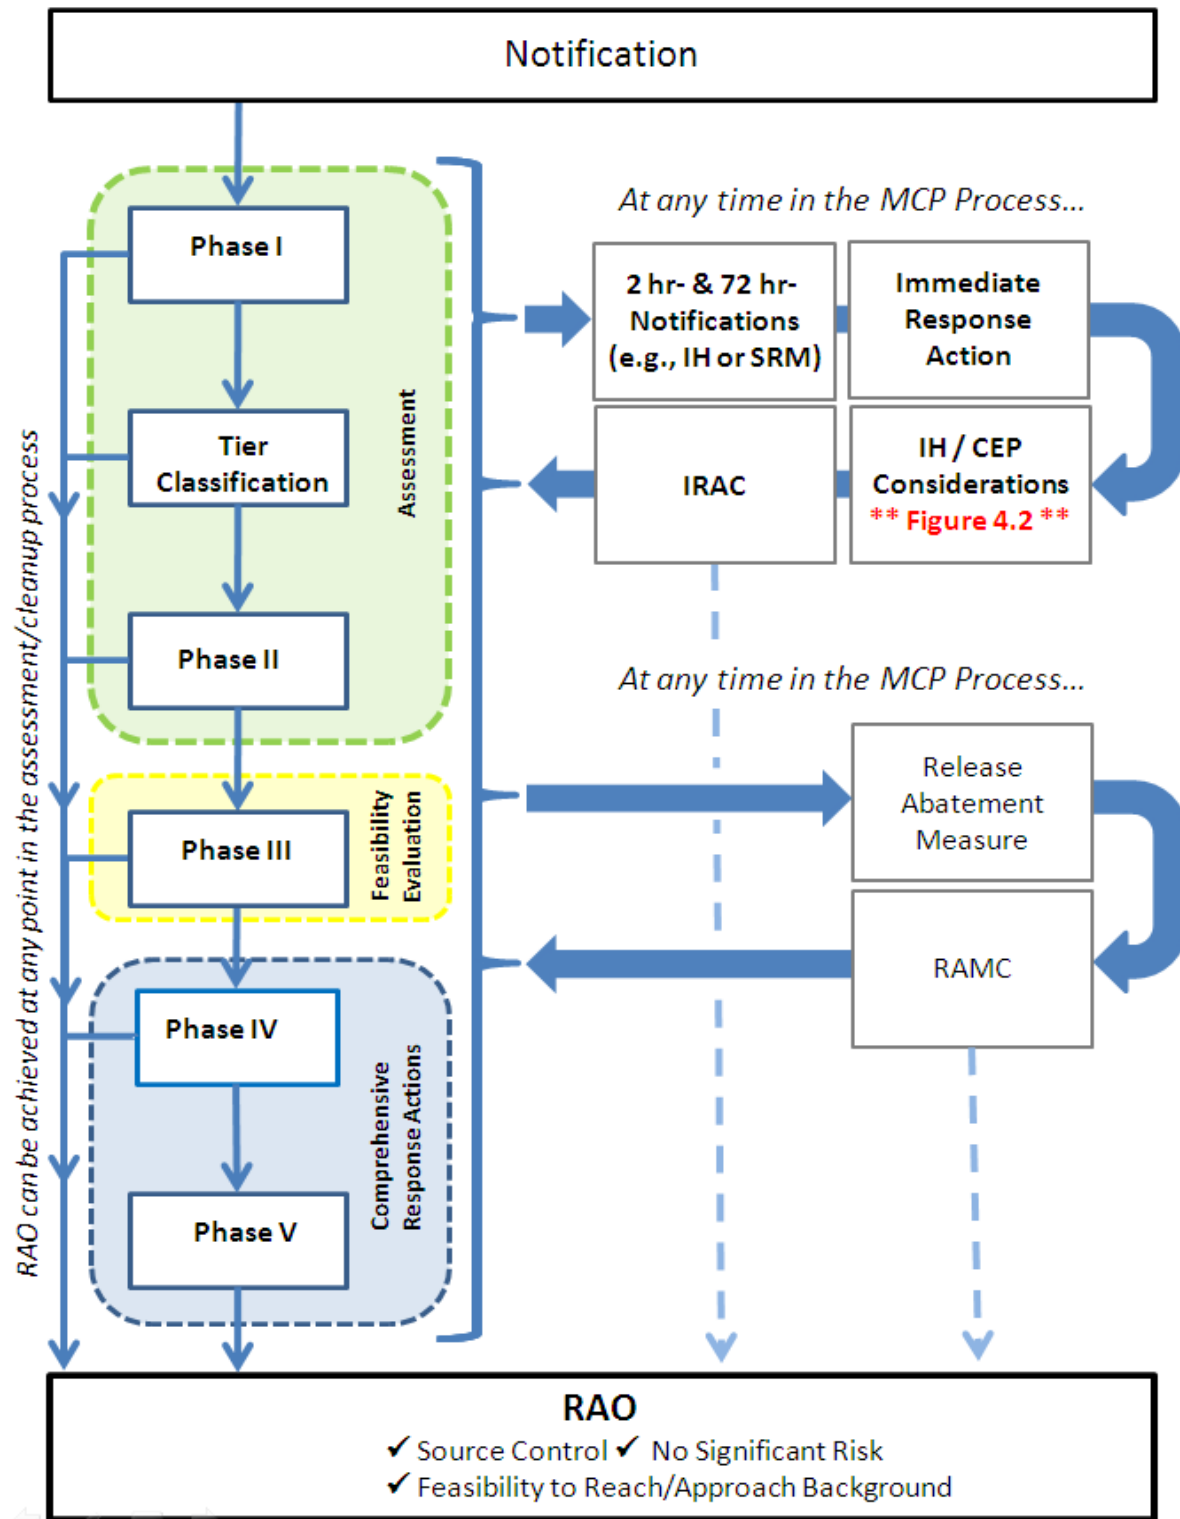 Notification
Phase I
Tier
Classification
Phase II
Assessment
Phase III
Feasibility
Evaluation
Phase IV
Phase V
Comprehensive
Response Actions
RAO can be achieved at any point in the assessment/cleanup process
At any time in the MCP Process...
2 hr- & 72 hr-
Notifications
(e.g., IH or SRM)
Immediate
Response
Action
IRAC
IH / CEP
Considerations
** Figure 4.2 **
At any time in the MCP Process...
Release
Abatement
Measure
RAMC
RAO
✓ Source Control ✓ No Significant Risk
✓ Feasibility to Reach/Approach Background